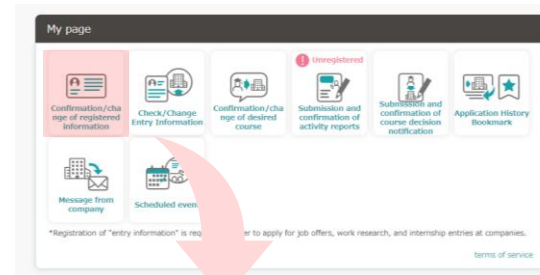 My page
Unregistered
Confirmation/cha
nge of registered
information
Check/Change
Entry Information
Confirmation/cha
nge of desired
course
Submission and
confirmation of
activity reports
Submission and
confirmation of
course decision
notification
Application History
Bookmark
Message from
company
Scheduled even
*Registration of "entry information" is req er to apply for job offers, work research, and internship entries at companies.
terms of service